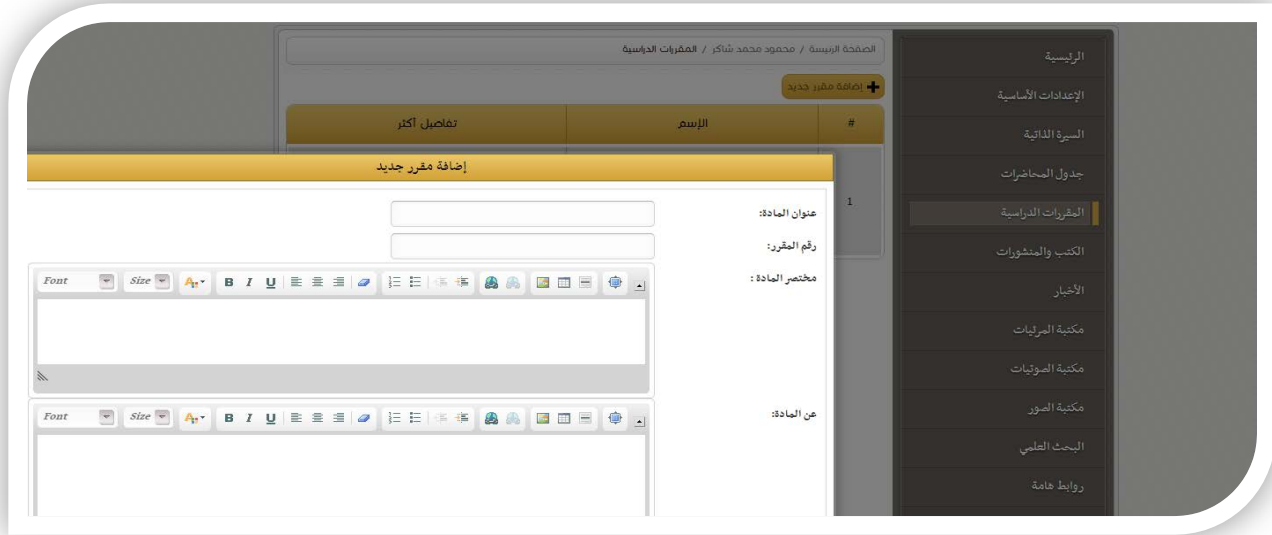 الرئيسية
الإعدادات الأساسية
السيرة الذاتية
جدول المحاضرات
المقررات الدراسية
الكتب والمنشورات
الأخبار
مكتبة المرئيات
مكتبة الصوتيات
مكتبة الصور
البحث العلمي
روابط هامة
الصفحة الرئيسة / محمود محمد شاكر / المقررات الدراسية
إضافة مقرر جديد
# الإسم تفاصيل أكثر
1
إضافة مقرر جديد
عنوان المادة:
رقم المقرر:
مختصر المادة :
Font Size A B I U
عن المادة:
Font Size A B I U